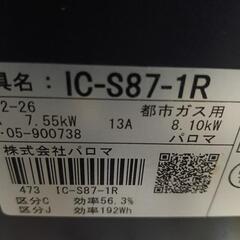 具名： IC-S87-1R
2-26 都市ガス用
A 7.55kW 13A 8.10kW
-05-900738 パロマ
株式会社パロマ
473 IC-S87-1R
区分C 効率56.3%
区分J 効率192Wh